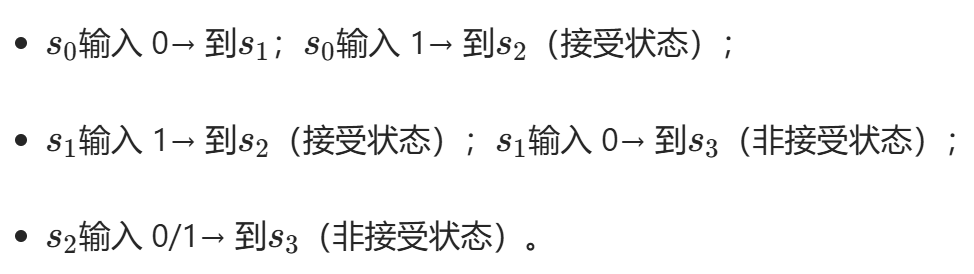 • s₀输入 0→ 到s₁；s₀输入 1→ 到s₂（接受状态）；
• s₁输入 1→ 到s₂（接受状态）；s₁输入 0→ 到s₃（非接受状态）；
• s₂输入 0/1→ 到s₃（非接受状态）。